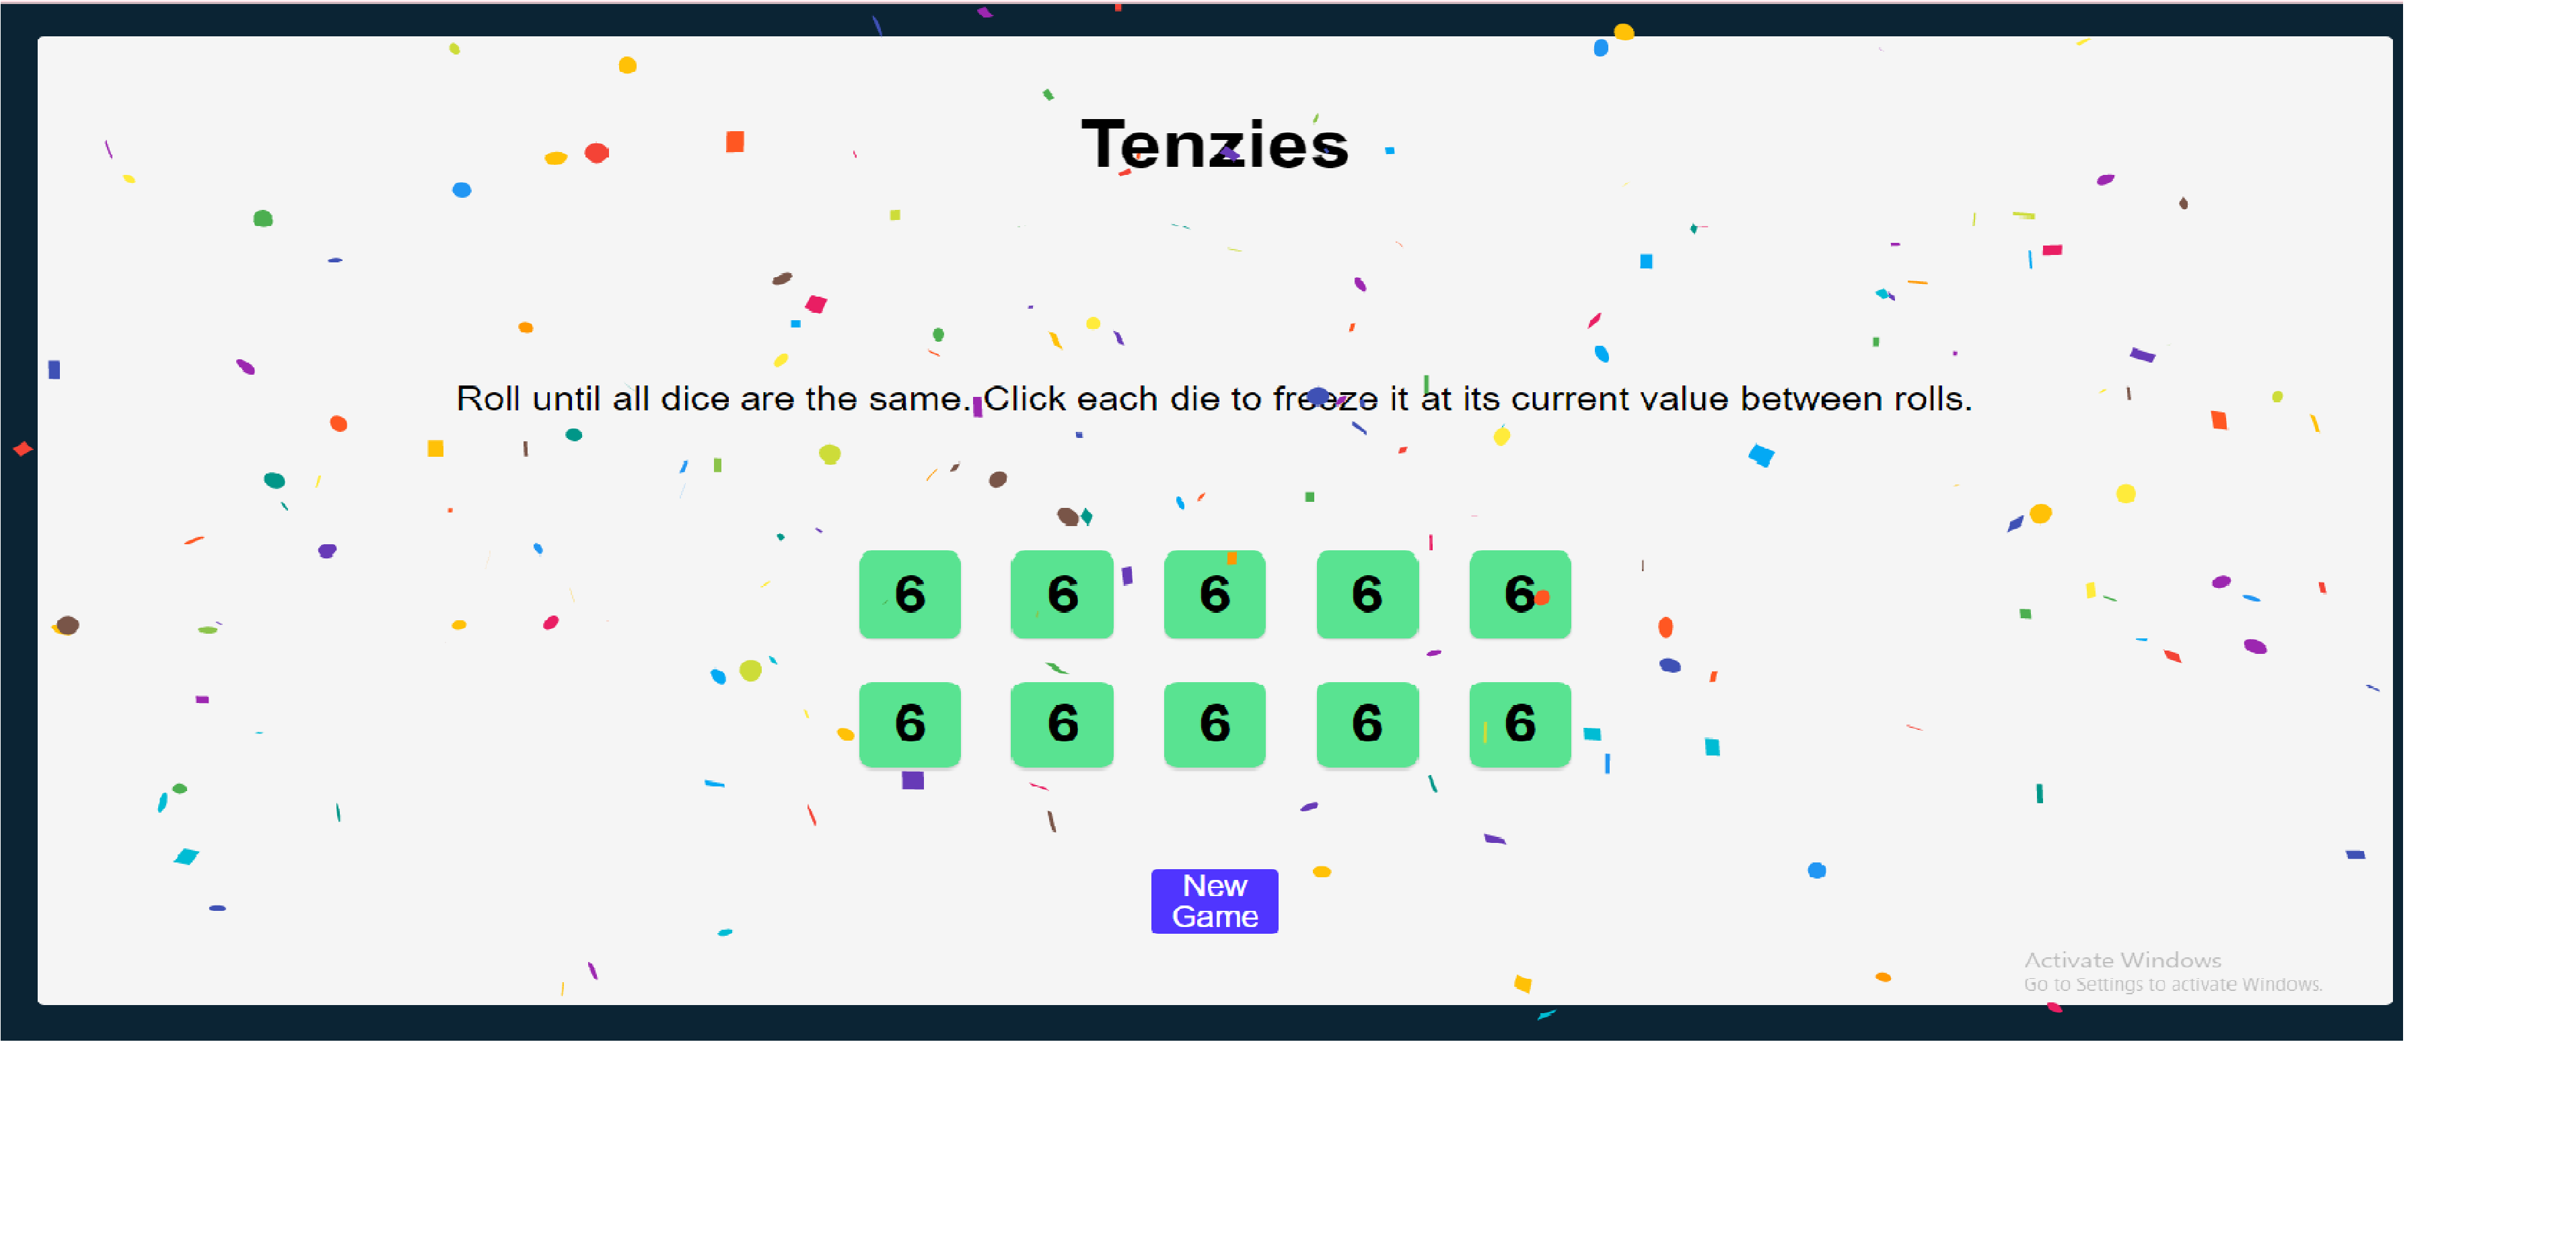 Tenzies
Roll until all dice are the same. Click each die to freeze it at its current value between rolls.
6 6 6 6 6
6 6 6 6 6
New
Game
Activate Windows
Go to Settings to activate Windows.